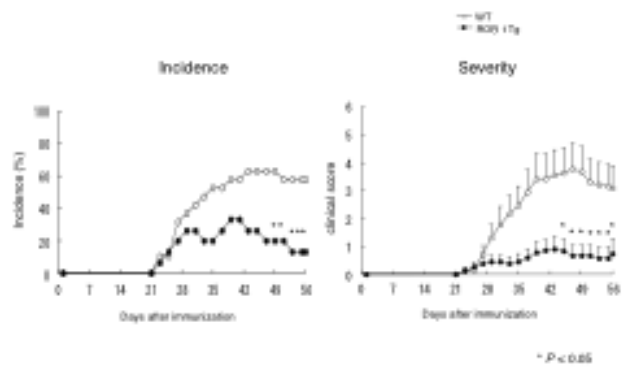 WT
Tg
Incidence
Severity
Incidence (%)
100
80
60
40
20
0
0 7 14 21 28 35 42 49 56
Days after immunization
clinical score
6
5
4
3
2
1
0
0 7 14 21 28 35 42 49 56
Days after immunization
* P < 0.05